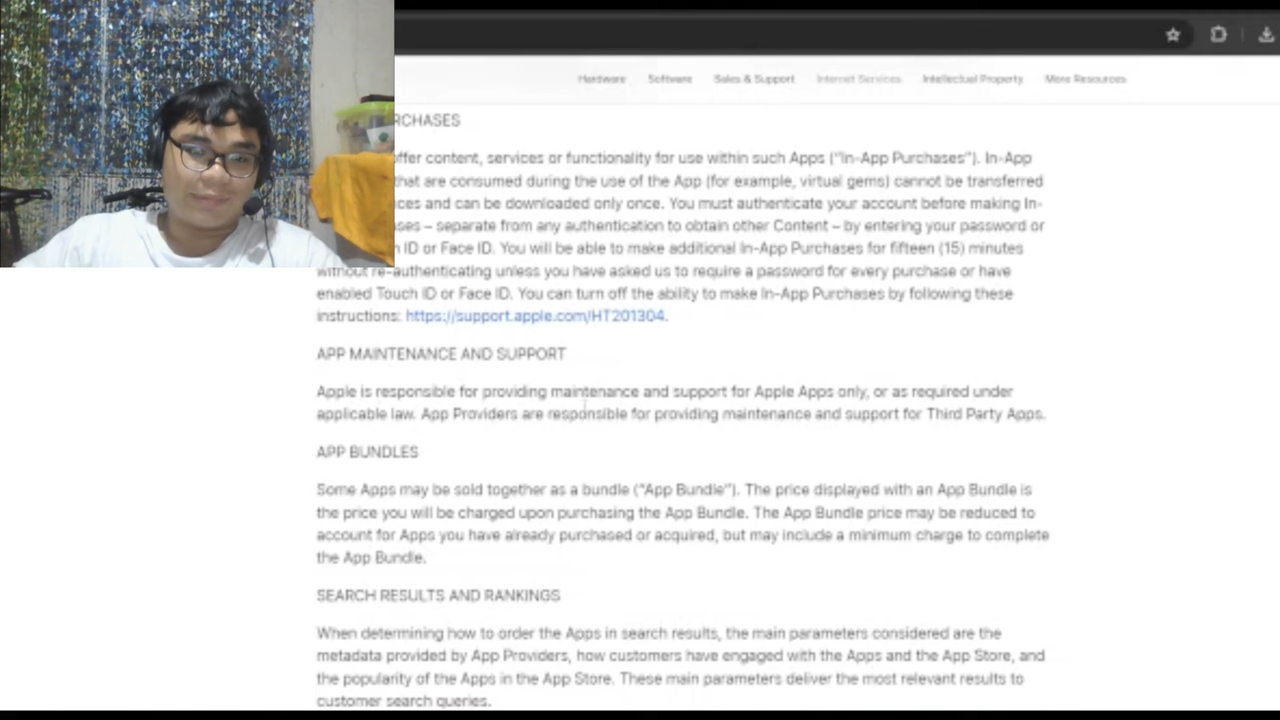 Hardware Software Sales & Support Internet Services Intellectual Property More Resources
RCHASES
offer content, services or functionality for use within such Apps (“In-App Purchases”). In-App
that are consumed during the use of the App (for example, virtual gems) cannot be transferred
ces and can be downloaded only once. You must authenticate your account before making In-
ses – separate from any authentication to obtain other Content – by entering your password or
ID or Face ID. You will be able to make additional In-App Purchases for fifteen (15) minutes
without re-authenticating unless you have asked us to require a password for every purchase or have
enabled Touch ID or Face ID. You can turn off the ability to make In-App Purchases by following these
instructions: https://support.apple.com/HT201304.
APP MAINTENANCE AND SUPPORT
Apple is responsible for providing maintenance and support for Apple Apps only, or as required under
applicable law. App Providers are responsible for providing maintenance and support for Third Party Apps.
APP BUNDLES
Some Apps may be sold together as a bundle (“App Bundle”). The price displayed with an App Bundle is
the price you will be charged upon purchasing the App Bundle. The App Bundle price may be reduced to
account for Apps you have already purchased or acquired, but may include a minimum charge to complete
the App Bundle.
SEARCH RESULTS AND RANKINGS
When determining how to order the Apps in search results, the main parameters considered are the
metadata provided by App Providers, how customers have engaged with the Apps and the App Store, and
the popularity of the Apps in the App Store. These main parameters deliver the most relevant results to
customer search queries.